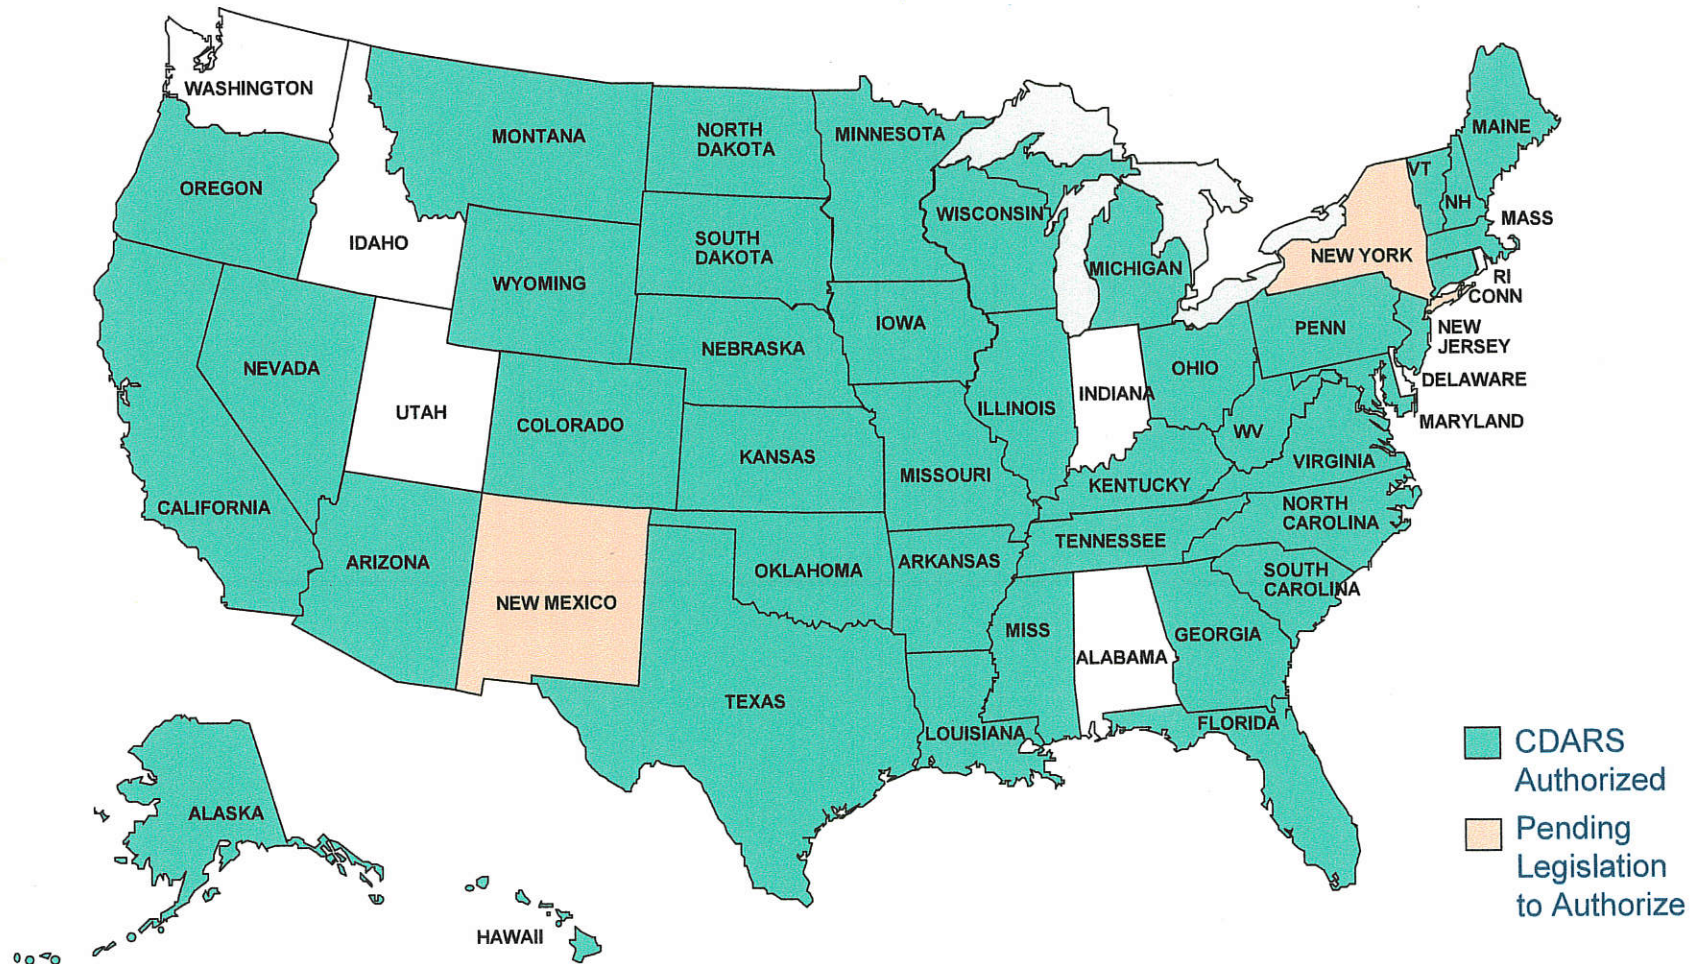 WASHINGTON
MONTANA
NORTH
DAKOTA
MINNESOTA
MAINE
OREGON
IDAHO
WYOMING
SOUTH
DAKOTA
WISCONSIN
MICHIGAN
VT
NH
MASS
NEW YORK
RI
CONN
IOWA
PENN
NEW
JERSEY
NEVADA
UTAH
COLORADO
NEBRASKA
ILLINOIS
INDIANA
OHIO
DELAWARE
MARYLAND
WV
VIRGINIA
KANSAS
MISSOURI
KENTUCKY
CALIFORNIA
NORTH
CAROLINA
ARIZONA
NEW MEXICO
OKLAHOMA
ARKANSAS
TENNESSEE
SOUTH
CAROLINA
MISS
ALABAMA
GEORGIA
TEXAS
LOUISIANA
FLORIDA
ALASKA
HAWAII
CDARS
Authorized
Pending
Legislation
to Authorize